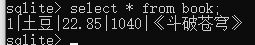 sqlite> select * from book;
1|土豆|22.85|1040|《斗破苍穹》
sqlite>